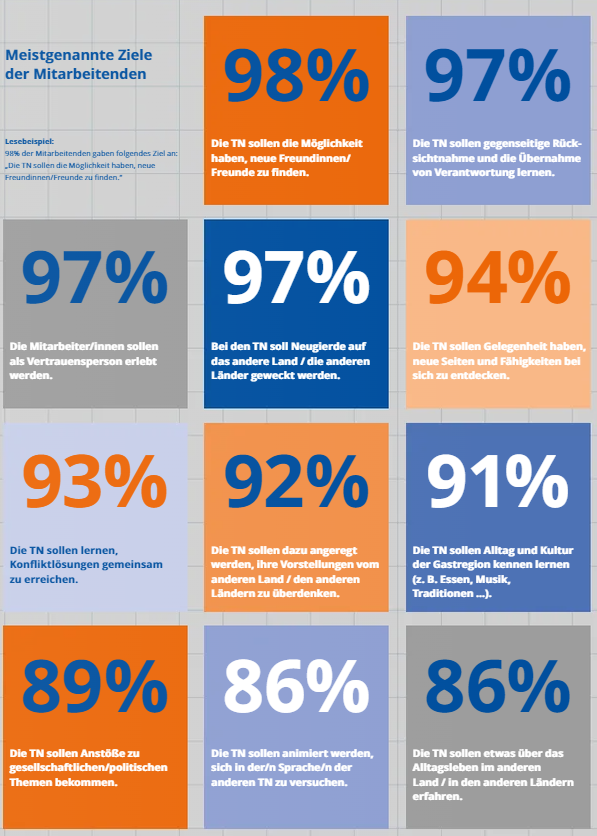 Meistgenannte Ziele
der Mitarbeitenden
Lesebeispiel:
98% der Mitarbeitenden gaben folgendes Ziel an:
„Die TN sollen die Möglichkeit haben, neue
Freundinnen/Freunde zu finden.“
98%
Die TN sollen die Möglichkeit
haben, neue Freundinnen/
Freunde zu finden.
97%
Die TN sollen gegenseitige Rück-
sichtnahme und die Übernahme
von Verantwortung lernen.
97%
Die Mitarbeiter/innen sollen
als Vertrauensperson erlebt
werden.
97%
Bei den TN soll Neugierde auf
das andere Land / die anderen
Länder geweckt werden.
94%
Die TN sollen Gelegenheit haben,
neue Seiten und Fähigkeiten bei
sich zu entdecken.
93%
Die TN sollen lernen,
Konfliktlösungen gemeinsam
zu erreichen.
92%
Die TN sollen dazu angeregt
werden, ihre Vorstellungen vom
anderen Land / den anderen
Ländern zu überdenken.
91%
Die TN sollen Alltag und Kultur
der Gastregion kennen lernen
(z. B. Essen, Musik,
Traditionen ...).
89%
Die TN sollen Anstöße zu
gesellschaftlichen/politischen
Themen bekommen.
86%
Die TN sollen animiert werden,
sich in der/n Sprache/n der
anderen TN zu versuchen.
86%
Die TN sollen etwas über das
Alltagsleben im anderen
Land / in den anderen Ländern
erfahren.